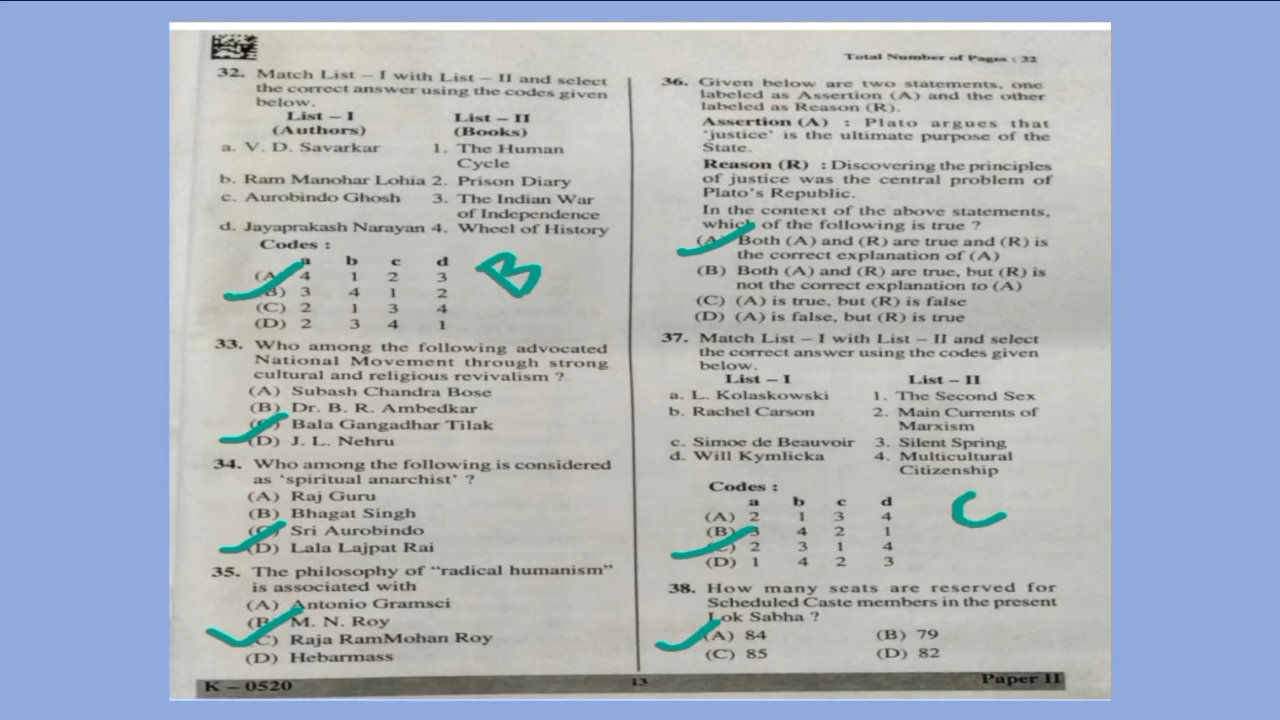 Total Number of Pages : 32
32. Match List – I with List – II and select
the correct answer using the codes given
below.
List – I List – II
(Authors) (Books)
a. V. D. Savarkar 1. The Human
Cycle
b. Ram Manohar Lohia 2. Prison Diary
c. Aurobindo Ghosh 3. The Indian War
of Independence
d. Jayaprakash Narayan 4. Wheel of History
Codes :
a b c d
(A) 4 1 2 3
(B) 3 4 1 2
(C) 2 1 3 4
(D) 2 3 4 1
B
33. Who among the following advocated
National Movement through strong
cultural and religious revivalism ?
(A) Subash Chandra Bose
(B) Dr. B. R. Ambedkar
(C) Bala Gangadhar Tilak
(D) J. L. Nehru
34. Who among the following is considered
as ‘spiritual anarchist’ ?
(A) Raj Guru
(B) Bhagat Singh
(C) Sri Aurobindo
(D) Lala Lajpat Rai
35. The philosophy of “radical humanism”
is associated with
(A) Antonio Gramsci
(B) M. N. Roy
(C) Raja RamMohan Roy
(D) Hebarmass
36. Given below are two statements, one
labeled as Assertion (A) and the other
labeled as Reason (R).
Assertion (A) : Plato argues that
‘justice’ is the ultimate purpose of the
State.
Reason (R) : Discovering the principles
of justice was the central problem of
Plato’s Republic.
In the context of the above statements,
which of the following is true ?
(A) Both (A) and (R) are true and (R) is
the correct explanation of (A)
(B) Both (A) and (R) are true, but (R) is
not the correct explanation to (A)
(C) (A) is true, but (R) is false
(D) (A) is false, but (R) is true
37. Match List – I with List – II and select
the correct answer using the codes given
below.
List – I List – II
a. L. Kolaskowski 1. The Second Sex
b. Rachel Carson 2. Main Currents of
Marxism
c. Simoe de Beauvoir 3. Silent Spring
d. Will Kymlicka 4. Multicultural
Citizenship
Codes :
a b c d
(A) 2 1 3 4
(B) 3 4 2 1
(C) 2 3 1 4
(D) 1 4 2 3
C
38. How many seats are reserved for
Scheduled Caste members in the present
Lok Sabha ?
(A) 84 (B) 79
(C) 85 (D) 82
K – 0520 13 Paper II